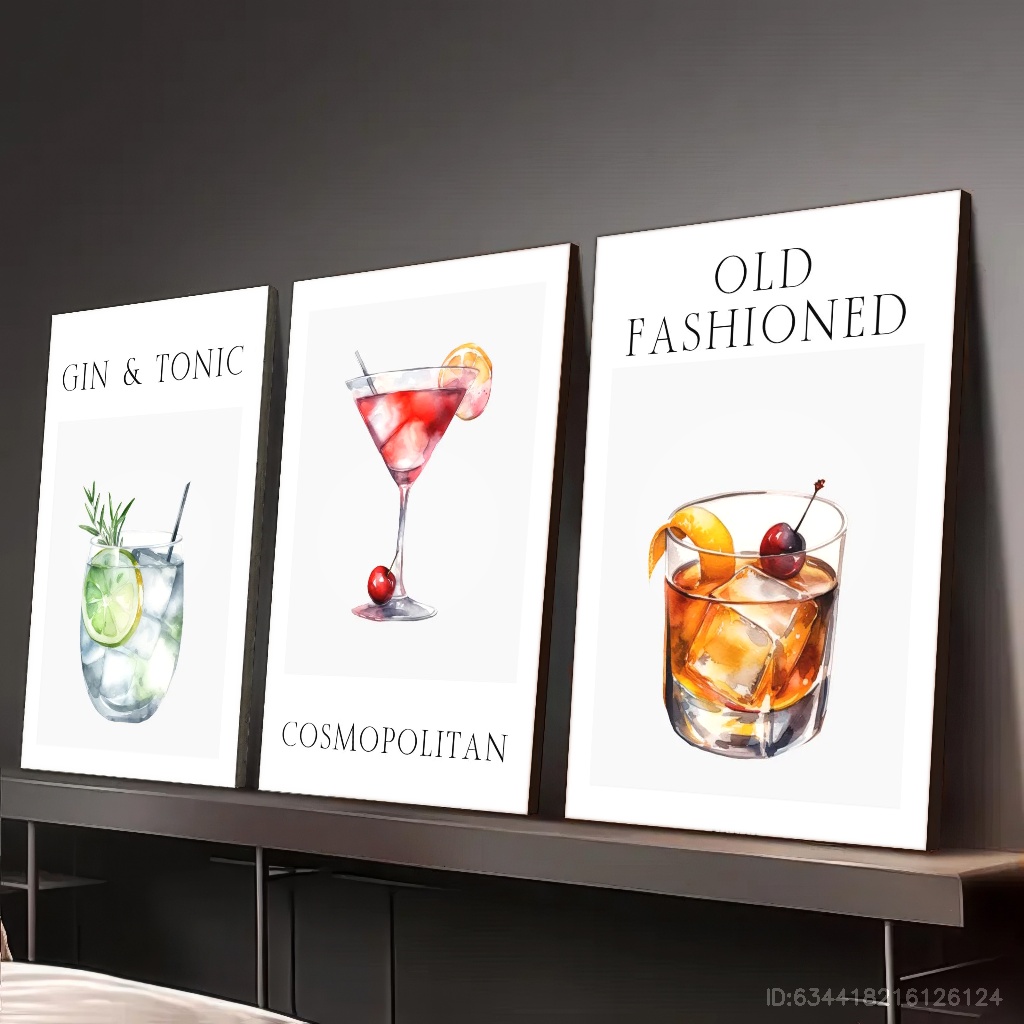 GIN & TONIC
COSMOPOLITAN
OLD
FASHIONED
ID:634418216126124